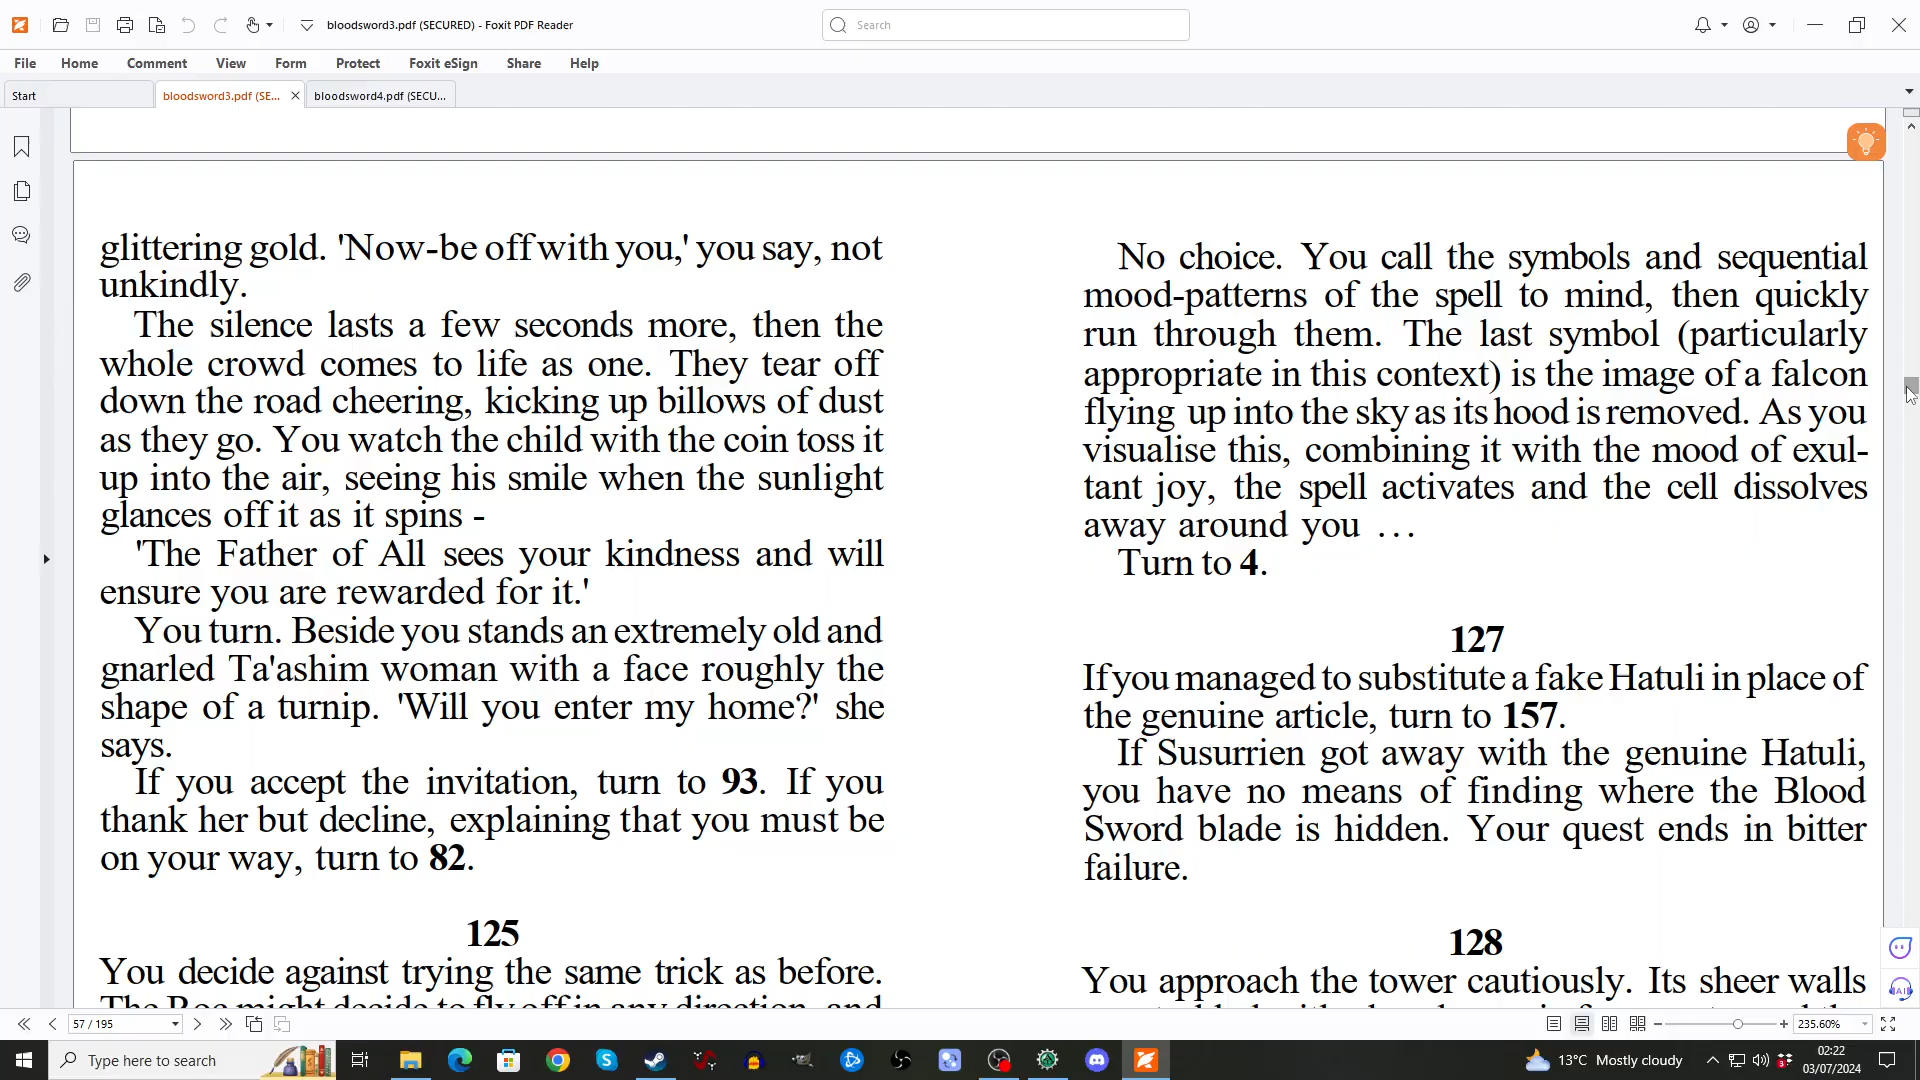 bloodsword3.pdf (SECURED) - Foxit PDF Reader
Search
File Home Comment View Form Protect Foxit eSign Share Help
Start bloodsword3.pdf (SE... bloodsword4.pdf (SECU...
glittering gold. 'Now-be off with you,' you say, not
unkindly.
The silence lasts a few seconds more, then the
whole crowd comes to life as one. They tear off
down the road cheering, kicking up billows of dust
as they go. You watch the child with the coin toss it
up into the air, seeing his smile when the sunlight
glances off it as it spins -
'The Father of All sees your kindness and will
ensure you are rewarded for it.'
You turn. Beside you stands an extremely old and
gnarled Ta'ashim woman with a face roughly the
shape of a turnip. 'Will you enter my home?' she
says.
If you accept the invitation, turn to 93. If you
thank her but decline, explaining that you must be
on your way, turn to 82.
125
You decide against trying the same trick as before.
The Roc might decide to fly off in any direction, and
No choice. You call the symbols and sequential
mood-patterns of the spell to mind, then quickly
run through them. The last symbol (particularly
appropriate in this context) is the image of a falcon
flying up into the sky as its hood is removed. As you
visualise this, combining it with the mood of exul-
tant joy, the spell activates and the cell dissolves
away around you ...
Turn to 4.
127
If you managed to substitute a fake Hatuli in place of
the genuine article, turn to 157.
If Susurrien got away with the genuine Hatuli,
you have no means of finding where the Blood
Sword blade is hidden. Your quest ends in bitter
failure.
128
You approach the tower cautiously. Its sheer walls
57 / 195
235.60%
Type here to search
13°C Mostly cloudy
02:22
03/07/2024